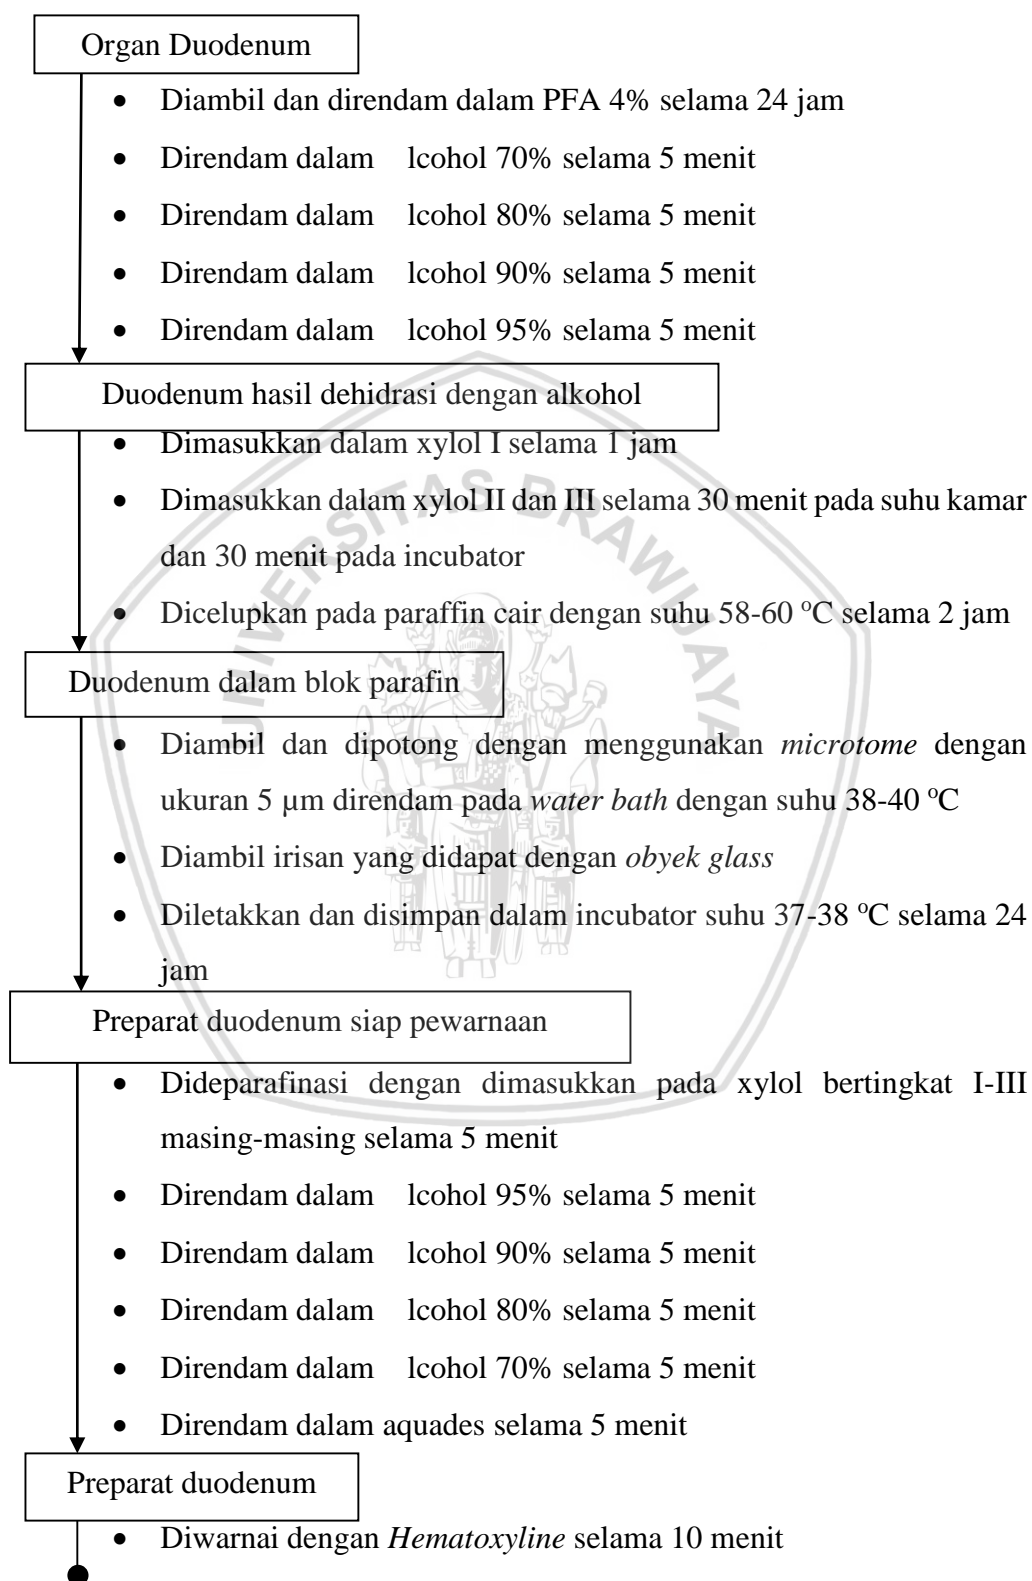 Organ Duodenum
• Diambil dan direndam dalam PFA 4% selama 24 jam
• Direndam dalam lcohol 70% selama 5 menit
• Direndam dalam lcohol 80% selama 5 menit
• Direndam dalam lcohol 90% selama 5 menit
• Direndam dalam lcohol 95% selama 5 menit
Duodenum hasil dehidrasi dengan alkohol
• Dimasukkan dalam xylol I selama 1 jam
• Dimasukkan dalam xylol II dan III selama 30 menit pada suhu kamar
dan 30 menit pada incubator
• Dicelupkan pada paraffin cair dengan suhu 58-60 °C selama 2 jam
Duodenum dalam blok parafin
• Diambil dan dipotong dengan menggunakan microtome dengan
ukuran 5 µm direndam pada water bath dengan suhu 38-40 °C
• Diambil irisan yang didapat dengan obyek glass
• Diletakkan dan disimpan dalam incubator suhu 37-38 °C selama 24
jam
Preparat duodenum siap pewarnaan
• Dideparafinasi dengan dimasukkan pada xylol bertingkat I-III
masing-masing selama 5 menit
• Direndam dalam lcohol 95% selama 5 menit
• Direndam dalam lcohol 90% selama 5 menit
• Direndam dalam lcohol 80% selama 5 menit
• Direndam dalam lcohol 70% selama 5 menit
• Direndam dalam aquades selama 5 menit
Preparat duodenum
• Diwarnai dengan Hematoxyline selama 10 menit
UNIVERSITAS BRAWIJAYA